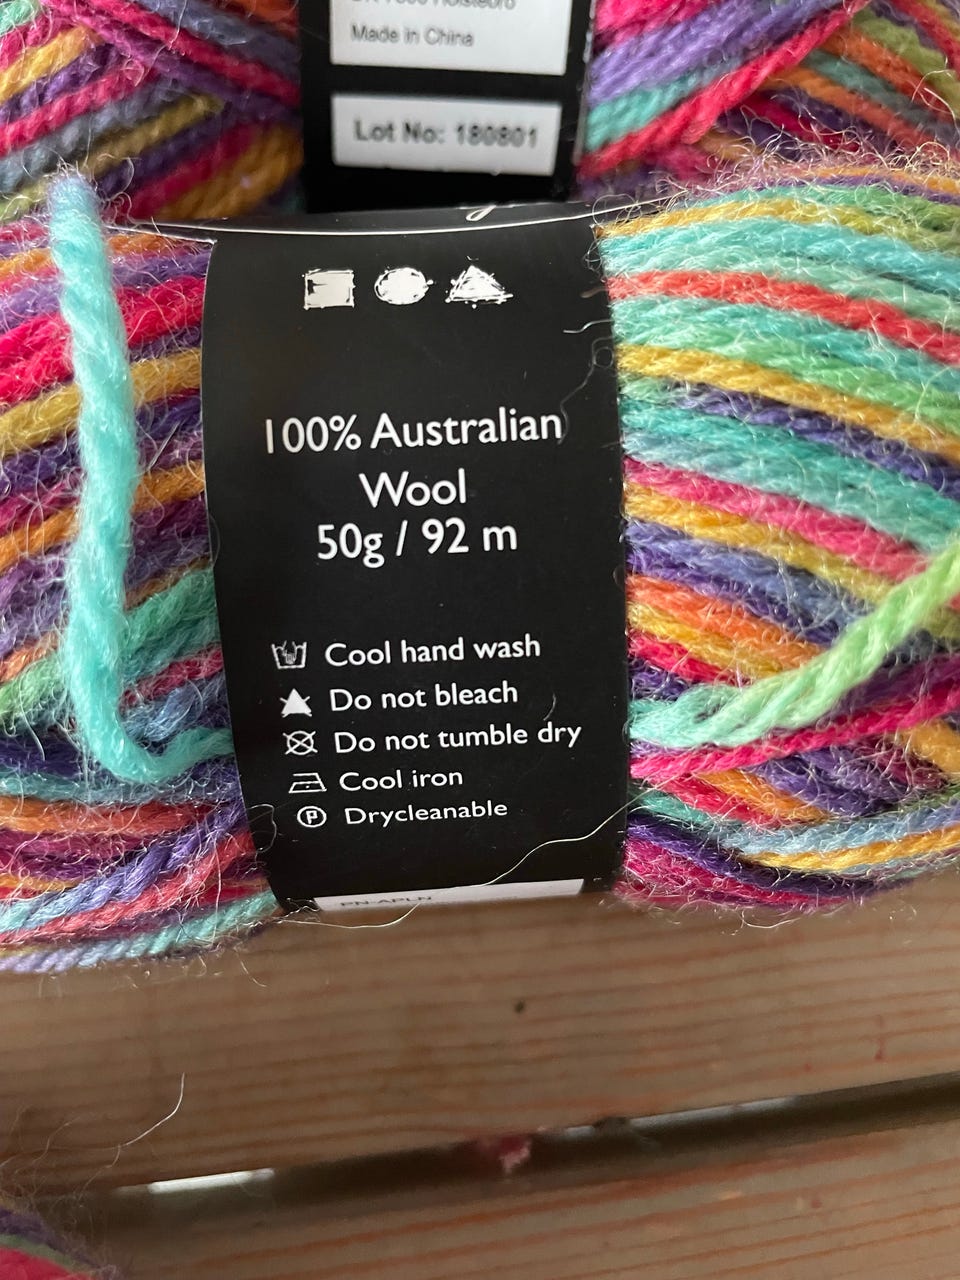 Made in China
Lot No: 180801
100% Australian
Wool
50g / 92 m
Cool hand wash
Do not bleach
Do not tumble dry
Cool iron
P Drycleanable